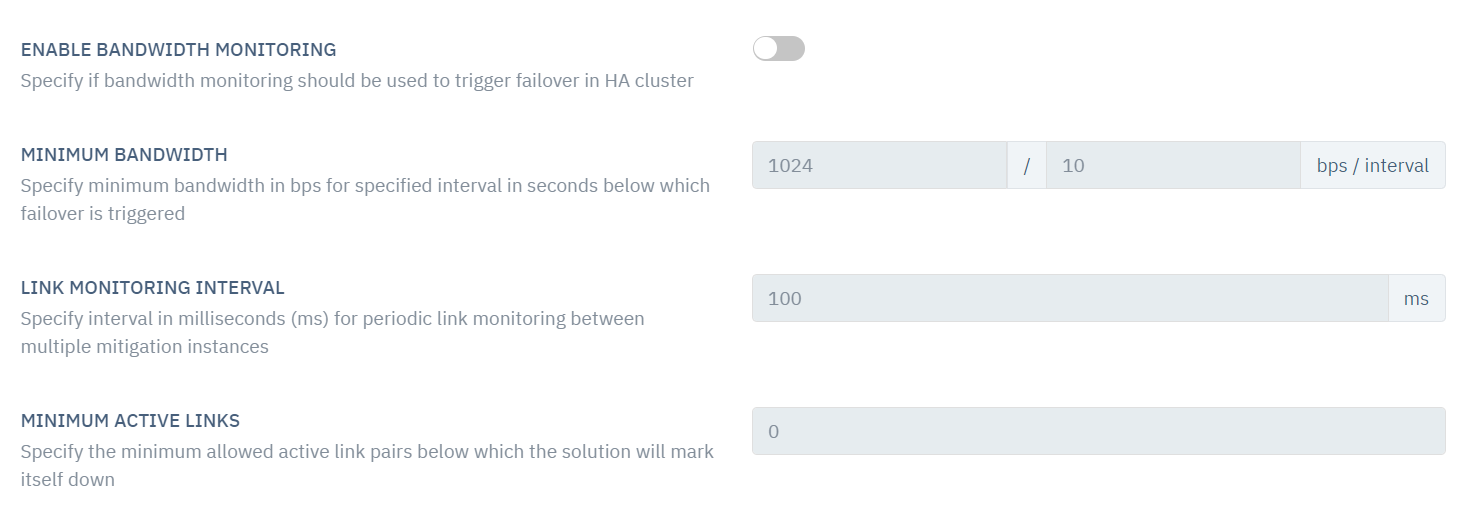 ENABLE BANDWIDTH MONITORING
Specify if bandwidth monitoring should be used to trigger failover in HA cluster
MINIMUM BANDWIDTH
Specify minimum bandwidth in bps for specified interval in seconds below which
failover is triggered
1024 / 10 bps / interval
LINK MONITORING INTERVAL
Specify interval in milliseconds (ms) for periodic link monitoring between
multiple mitigation instances
100 ms
MINIMUM ACTIVE LINKS
Specify the minimum allowed active link pairs below which the solution will mark
itself down
0